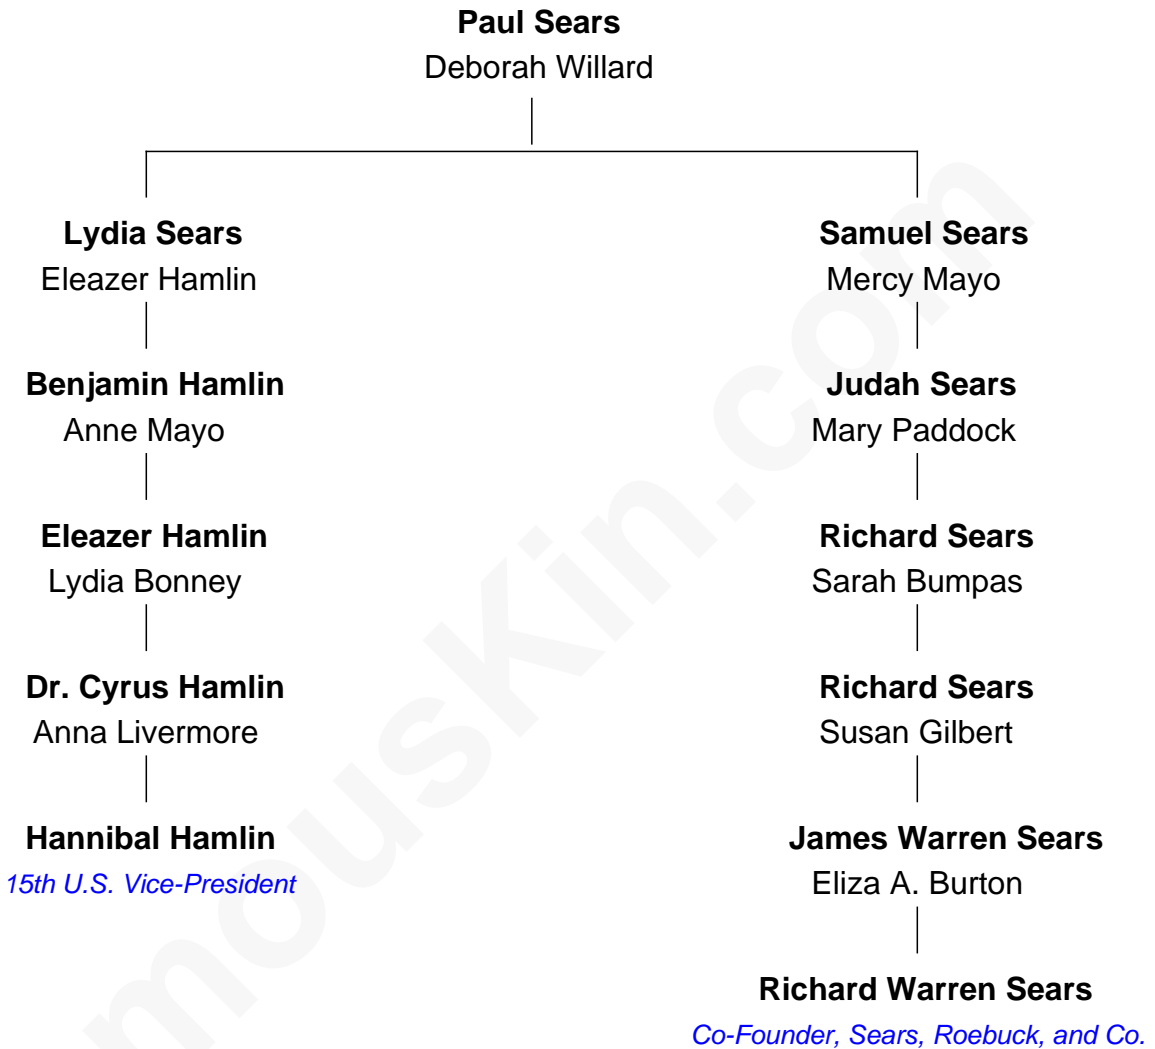 Paul Sears
Deborah Willard
Lydia Sears
Eleazer Hamlin
Samuel Sears
Mercy Mayo
Benjamin Hamlin
Anne Mayo
Judah Sears
Mary Paddock
Eleazer Hamlin
Lydia Bonney
Richard Sears
Sarah Bumpas
Dr. Cyrus Hamlin
Anna Livermore
Richard Sears
Susan Gilbert
Hannibal Hamlin
15th U.S. Vice-President
James Warren Sears
Eliza A. Burton
Richard Warren Sears
Co-Founder, Sears, Roebuck, and Co.
mousKin.com